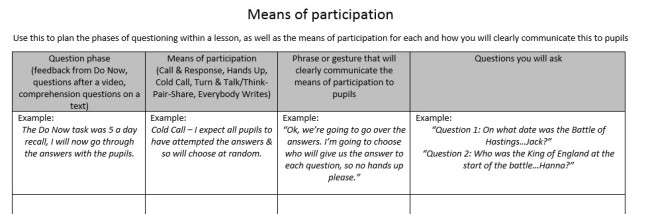 Means of participation
Use this to plan the phases of questioning within a lesson, as well as the means of participation for each and how you will clearly communicate this to pupils
Question phase
(feedback from Do Now,
questions after a video,
comprehension questions on a
text)
Means of participation
(Call & Response, Hands Up,
Cold Call, Turn & Talk/Think-
Pair-Share, Everybody Writes)
Phrase or gesture that will
clearly communicate the
means of participation to
pupils
Questions you will ask
Example:
The Do Now task was 5 a day
recall, I will now go through
the answers with the pupils.
Example:
Cold Call – I expect all pupils to
have attempted the answers &
so will choose at random.
Example:
"Ok, we're going to go over the
answers. I'm going to choose
who will give us the answer to
each question, so no hands up
please."
Example:
"Question 1: On what date was the Battle of
Hastings...Jack?"
"Question 2: Who was the King of England at the
start of the battle...Hanna?"